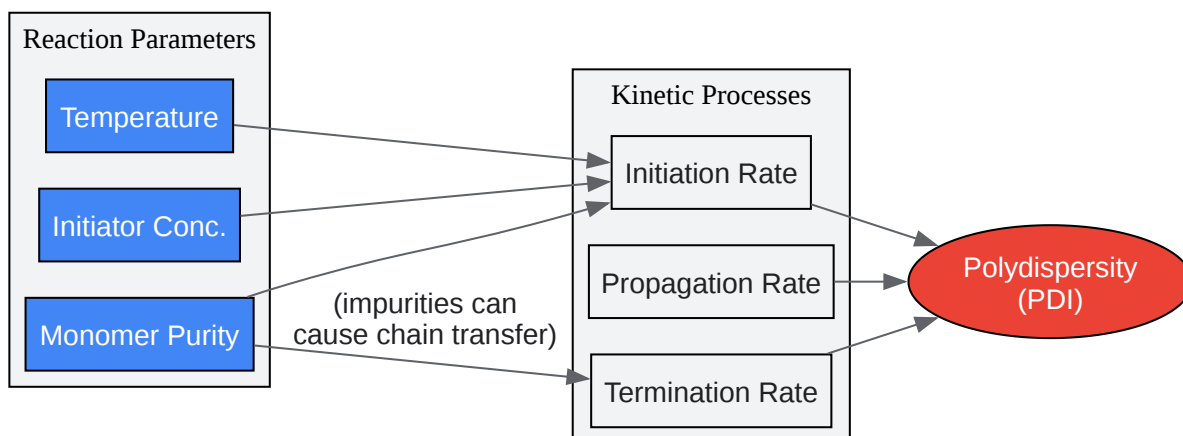 Reaction Parameters
Temperature
Initiator Conc.
Monomer Purity
(impurities can
cause chain transfer)
Kinetic Processes
Initiation Rate
Propagation Rate
Termination Rate
Polydispersity
(PDI)